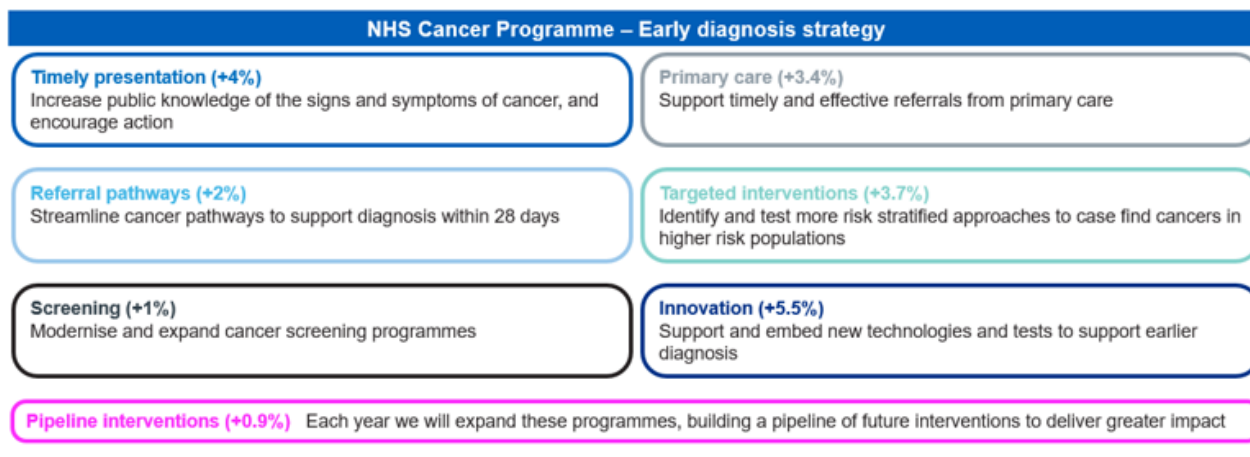 NHS Cancer Programme – Early diagnosis strategy
Timely presentation (+4%)
Increase public knowledge of the signs and symptoms of cancer, and
encourage action
Primary care (+3.4%)
Support timely and effective referrals from primary care
Referral pathways (+2%)
Streamline cancer pathways to support diagnosis within 28 days
Targeted interventions (+3.7%)
Identify and test more risk stratified approaches to case find cancers in
higher risk populations
Screening (+1%)
Modernise and expand cancer screening programmes
Innovation (+5.5%)
Support and embed new technologies and tests to support earlier
diagnosis
Pipeline interventions (+0.9%) Each year we will expand these programmes, building a pipeline of future interventions to deliver greater impact